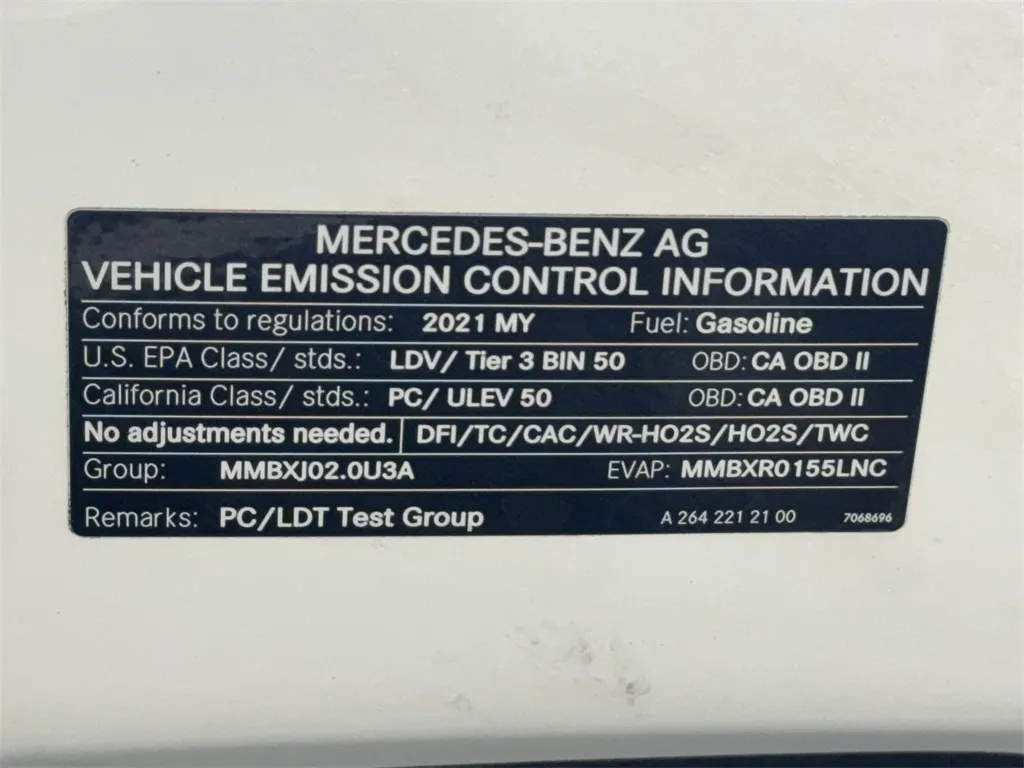 MERCEDES-BENZ AG
VEHICLE EMISSION CONTROL INFORMATION
Conforms to regulations: 2021 MY Fuel: Gasoline
U.S. EPA Class/ stds.: LDV/ Tier 3 BIN 50 OBD: CA OBD II
California Class/ stds.: PC/ ULEV 50 OBD: CA OBD II
No adjustments needed. DFI/TC/CAC/WR-HO2S/HO2S/TWC
Group: MMBXJ02.0U3A EVAP: MMBXR0155LNC
Remarks: PC/LDT Test Group A 264 221 21 00 7068696